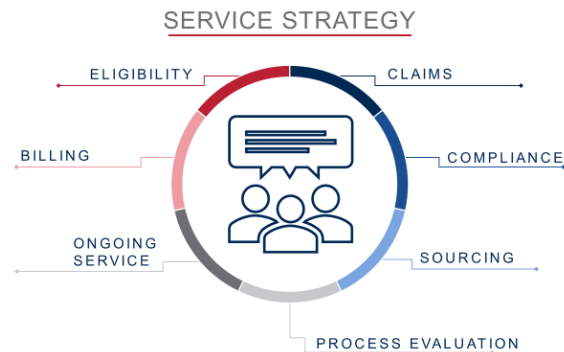 SERVICE STRATEGY
ELIGIBILITY
CLAIMS
BILLING
COMPLIANCE
ONGOING
SERVICE
SOURCING
PROCESS EVALUATION